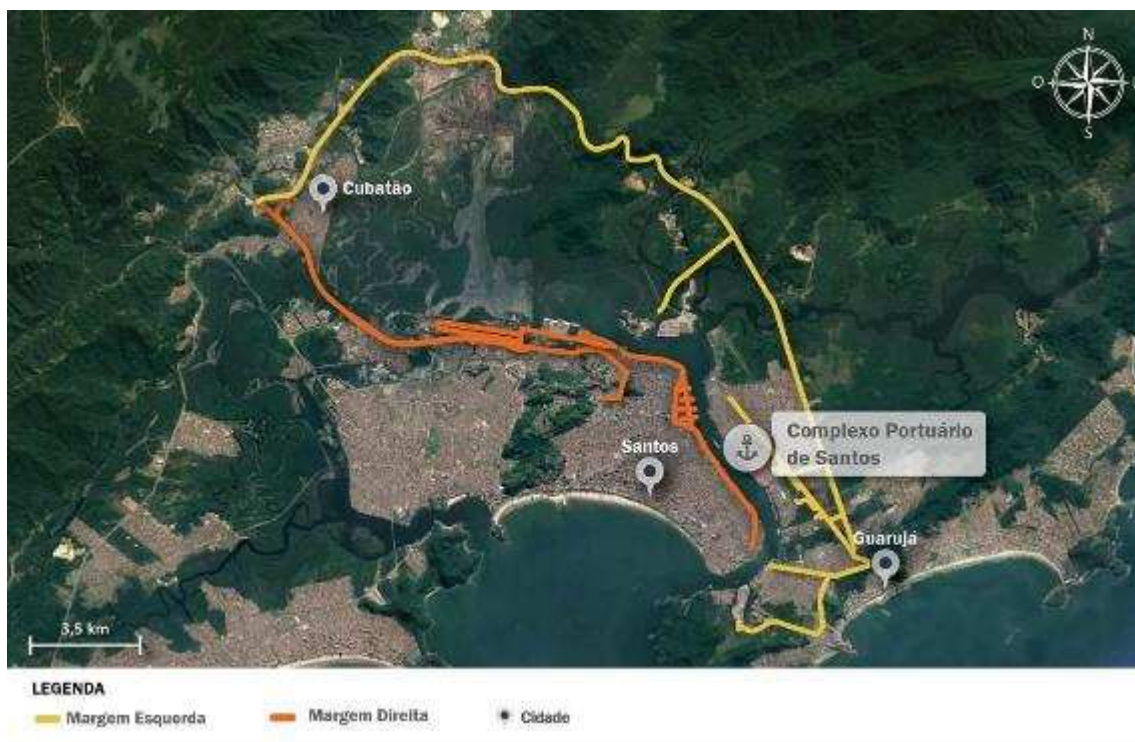 N
O
S
Cubatão
Complexo Portuário
de Santos
Santos
Guarujá
3,5 km
LEGENDA
Margem Esquerda
Margem Direita
Cidade